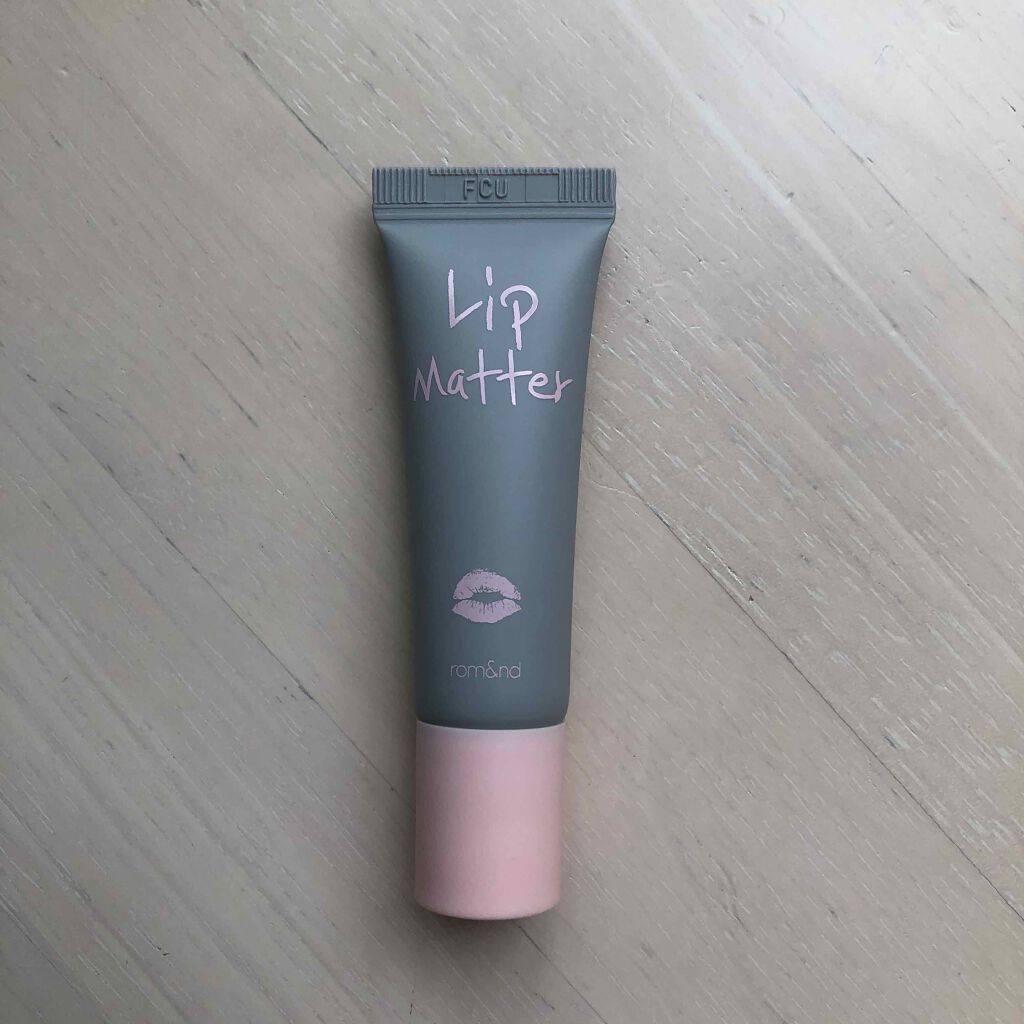 FCU
Lip
Matter
rom&nd